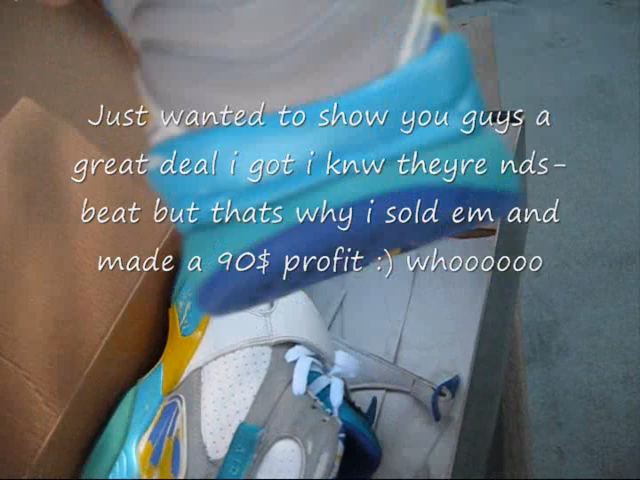 Just wanted to show you guys a
great deal i got i knw theyre nds-
beat but thats why i sold em and
made a 90$ profit :) whoooooo